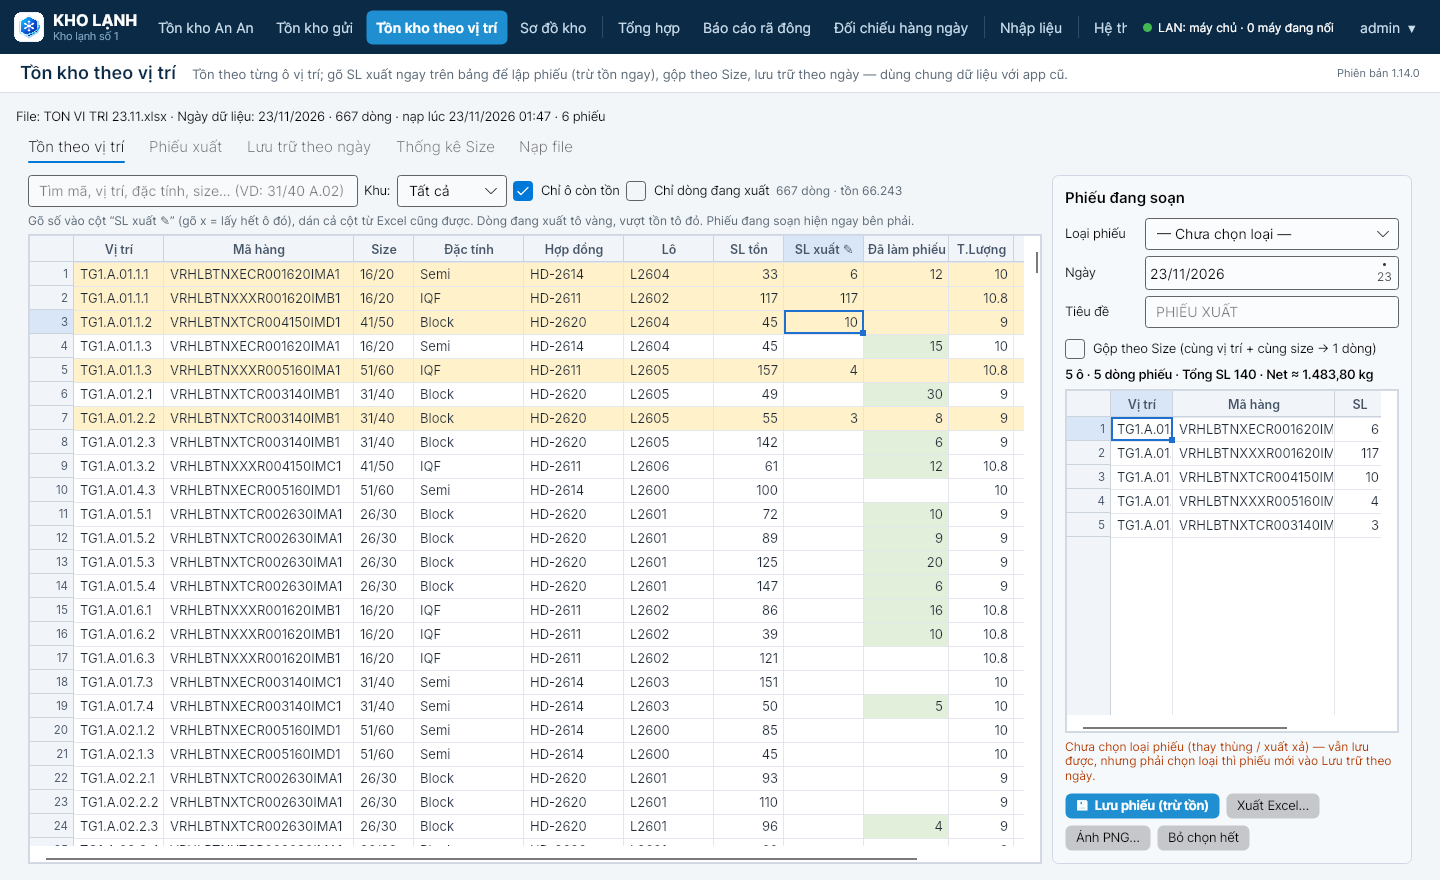 KHO LẠNH
Kho lạnh số 1
Tồn kho An An
Tồn kho gửi
Tồn kho theo vị trí
Sơ đồ kho
Tổng hợp
Báo cáo rã đông
Đối chiếu hàng ngày
Nhập liệu
Hệ th
LAN: máy chủ · 0 máy đang nối
admin ▾
Tồn kho theo vị trí
Tồn theo từng ô vị trí; gõ SL xuất ngay trên bảng để lập phiếu (trừ tồn ngay), gộp theo Size, lưu trữ theo ngày — dùng chung dữ liệu với app cũ.
Phiên bản 1.14.0
File: TON VI TRI 23.11.xlsx · Ngày dữ liệu: 23/11/2026 · 667 dòng · nạp lúc 23/11/2026 01:47 · 6 phiếu
Tồn theo vị trí
Phiếu xuất
Lưu trữ theo ngày
Thống kê Size
Nạp file
Tìm mã, vị trí, đặc tính, size... (VD: 31/40 A.02)
Khu:
Tất cả
Chỉ ô còn tồn
Chỉ dòng đang xuất
667 dòng · tồn 66.243
Gõ số vào cột “SL xuất ✎” (gõ x = lấy hết ô đó), dán cả cột từ Excel cũng được. Dòng đang xuất tô vàng, vượt tồn tô đỏ. Phiếu đang soạn hiện ngay bên phải.
Vị trí Mã hàng Size Đặc tính Hợp đồng Lô SL tồn SL xuất ✎ Đã làm phiếu T.Lượng
1 TG1.A.01.1.1 VRHLBTNXECR001620IMA1 16/20 Semi HD-2614 L2604 33 6 12 10
2 TG1.A.01.1.1 VRHLBTNXXXR001620IMB1 16/20 IQF HD-2611 L2602 117 117 10.8
3 TG1.A.01.1.2 VRHLBTNXTCR004150IMD1 41/50 Block HD-2620 L2604 45 10 9
4 TG1.A.01.1.3 VRHLBTNXECR001620IMA1 16/20 Semi HD-2614 L2604 45 15 10
5 TG1.A.01.1.3 VRHLBTNXXXR005160IMA1 51/60 IQF HD-2611 L2605 157 4 10.8
6 TG1.A.01.2.1 VRHLBTNXTCR003140IMB1 31/40 Block HD-2620 L2605 49 30 9
7 TG1.A.01.2.2 VRHLBTNXTCR003140IMB1 31/40 Block HD-2620 L2605 55 3 8 9
8 TG1.A.01.2.3 VRHLBTNXTCR003140IMB1 31/40 Block HD-2620 L2605 142 6 9
9 TG1.A.01.3.2 VRHLBTNXXXR004150IMC1 41/50 IQF HD-2611 L2606 61 12 10.8
10 TG1.A.01.4.3 VRHLBTNXECR005160IMD1 51/60 Semi HD-2614 L2600 100 10
11 TG1.A.01.5.1 VRHLBTNXTCR002630IMA1 26/30 Block HD-2620 L2601 72 10 9
12 TG1.A.01.5.2 VRHLBTNXTCR002630IMA1 26/30 Block HD-2620 L2601 89 9 9
13 TG1.A.01.5.3 VRHLBTNXTCR002630IMA1 26/30 Block HD-2620 L2601 125 20 9
14 TG1.A.01.5.4 VRHLBTNXTCR002630IMA1 26/30 Block HD-2620 L2601 147 6 9
15 TG1.A.01.6.1 VRHLBTNXXXR001620IMB1 16/20 IQF HD-2611 L2602 86 16 10.8
16 TG1.A.01.6.2 VRHLBTNXXXR001620IMB1 16/20 IQF HD-2611 L2602 39 10 10.8
17 TG1.A.01.6.3 VRHLBTNXXXR001620IMB1 16/20 IQF HD-2611 L2602 121 10.8
18 TG1.A.01.7.3 VRHLBTNXECR003140IMC1 31/40 Semi HD-2614 L2603 151 10
19 TG1.A.01.7.4 VRHLBTNXECR003140IMC1 31/40 Semi HD-2614 L2603 50 5 10
20 TG1.A.02.1.2 VRHLBTNXECR005160IMD1 51/60 Semi HD-2614 L2600 85 10
21 TG1.A.02.1.3 VRHLBTNXECR005160IMD1 51/60 Semi HD-2614 L2600 45 10
22 TG1.A.02.2.1 VRHLBTNXTCR002630IMA1 26/30 Block HD-2620 L2601 93 9
23 TG1.A.02.2.2 VRHLBTNXTCR002630IMA1 26/30 Block HD-2620 L2601 110 9
24 TG1.A.02.2.3 VRHLBTNXTCR002630IMA1 26/30 Block HD-2620 L2601 96 4 9
Phiếu đang soạn
Loại phiếu
— Chưa chọn loại —
Ngày
23/11/2026
23
Tiêu đề
PHIẾU XUẤT
Gộp theo Size (cùng vị trí + cùng size → 1 dòng)
5 ô · 5 dòng phiếu · Tổng SL 140 · Net ≈ 1.483,80 kg
Vị trí Mã hàng SL
1 TG1.A.01. VRHLBTNXECR001620IM 6
2 TG1.A.01. VRHLBTNXXXR001620IM 117
3 TG1.A.01. VRHLBTNXTCR004150IM 10
4 TG1.A.01. VRHLBTNXXXR005160IM 4
5 TG1.A.01. VRHLBTNXTCR003140IM 3
Chưa chọn loại phiếu (thay thùng / xuất xả) — vẫn lưu
được, nhưng phải chọn loại thì phiếu mới vào Lưu trữ theo
ngày.
Lưu phiếu (trừ tồn)
Xuất Excel...
Ảnh PNG...
Bỏ chọn hết